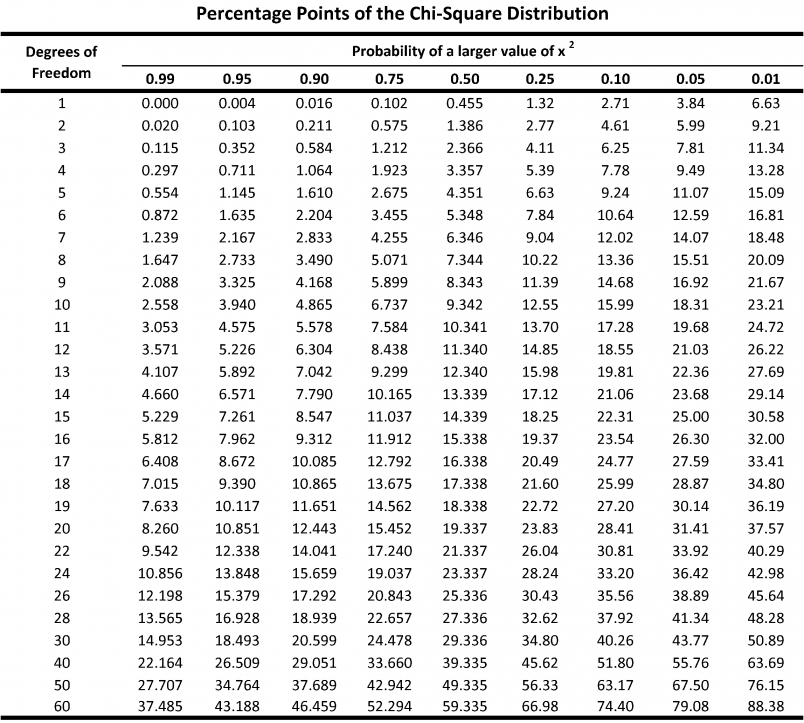 Percentage Points of the Chi-Square Distribution
Degrees of Freedom Probability of a larger value of x ²
0.99 0.95 0.90 0.75 0.50 0.25 0.10 0.05 0.01
1 0.000 0.004 0.016 0.102 0.455 1.32 2.71 3.84 6.63
2 0.020 0.103 0.211 0.575 1.386 2.77 4.61 5.99 9.21
3 0.115 0.352 0.584 1.212 2.366 4.11 6.25 7.81 11.34
4 0.297 0.711 1.064 1.923 3.357 5.39 7.78 9.49 13.28
5 0.554 1.145 1.610 2.675 4.351 6.63 9.24 11.07 15.09
6 0.872 1.635 2.204 3.455 5.348 7.84 10.64 12.59 16.81
7 1.239 2.167 2.833 4.255 6.346 9.04 12.02 14.07 18.48
8 1.647 2.733 3.490 5.071 7.344 10.22 13.36 15.51 20.09
9 2.088 3.325 4.168 5.899 8.343 11.39 14.68 16.92 21.67
10 2.558 3.940 4.865 6.737 9.342 12.55 15.99 18.31 23.21
11 3.053 4.575 5.578 7.584 10.341 13.70 17.28 19.68 24.72
12 3.571 5.226 6.304 8.438 11.340 14.85 18.55 21.03 26.22
13 4.107 5.892 7.042 9.299 12.340 15.98 19.81 22.36 27.69
14 4.660 6.571 7.790 10.165 13.339 17.12 21.06 23.68 29.14
15 5.229 7.261 8.547 11.037 14.339 18.25 22.31 25.00 30.58
16 5.812 7.962 9.312 11.912 15.338 19.37 23.54 26.30 32.00
17 6.408 8.672 10.085 12.792 16.338 20.49 24.77 27.59 33.41
18 7.015 9.390 10.865 13.675 17.338 21.60 25.99 28.87 34.80
19 7.633 10.117 11.651 14.562 18.338 22.72 27.20 30.14 36.19
20 8.260 10.851 12.443 15.452 19.337 23.83 28.41 31.41 37.57
22 9.542 12.338 14.041 17.240 21.337 26.04 30.81 33.92 40.29
24 10.856 13.848 15.659 19.037 23.337 28.24 33.20 36.42 42.98
26 12.198 15.379 17.292 20.843 25.336 30.43 35.56 38.89 45.64
28 13.565 16.928 18.939 22.657 27.336 32.62 37.92 41.34 48.28
30 14.953 18.493 20.599 24.478 29.336 34.80 40.26 43.77 50.89
40 22.164 26.509 29.051 33.660 39.335 45.62 51.80 55.76 63.69
50 27.707 34.764 37.689 42.942 49.335 56.33 63.17 67.50 76.15
60 37.485 43.188 46.459 52.294 59.335 66.98 74.40 79.08 88.38